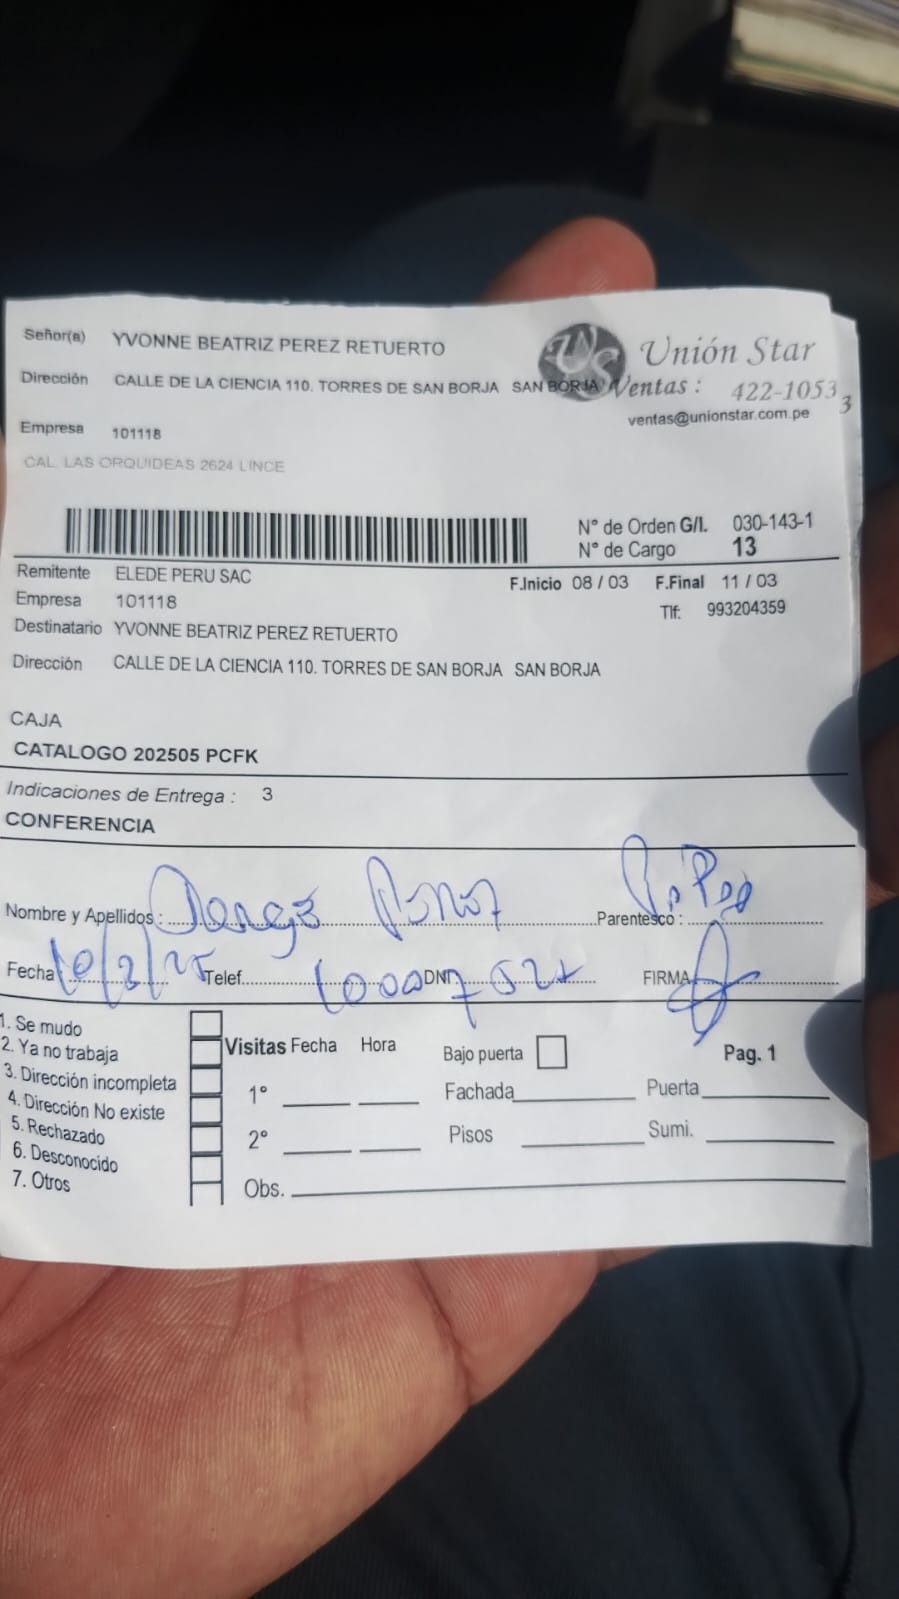 Señor(a) YVONNE BEATRIZ PEREZ RETUERTO
Unión Star
Dirección CALLE DE LA CIENCIA 110. TORRES DE SAN BORJA SAN BORJA
Ventas : 422-1053
3
ventas@unionstar.com.pe
Empresa 101118
CAL. LAS ORQUIDEAS 2624 LINCE
N° de Orden G/I. 030-143-1
N° de Cargo 13
Remitente ELEDE PERU SAC
F.Inicio 08 / 03 F.Final 11 / 03
Empresa 101118
Tlf: 993204359
Destinatario YVONNE BEATRIZ PEREZ RETUERTO
Dirección CALLE DE LA CIENCIA 110. TORRES DE SAN BORJA SAN BORJA
CAJA
CATALOGO 202505 PCFK
Indicaciones de Entrega : 3
CONFERENCIA
Nombre y Apellidos : Parentesco :
Fecha 10/3/25 Telef. DNI FIRMA
1. Se mudo
2. Ya no trabaja
3. Dirección incompleta
4. Dirección No existe
5. Rechazado
6. Desconocido
7. Otros
Visitas Fecha Hora
1°
2°
Obs.
Bajo puerta
Pag. 1
Fachada Puerta
Pisos Sumi.